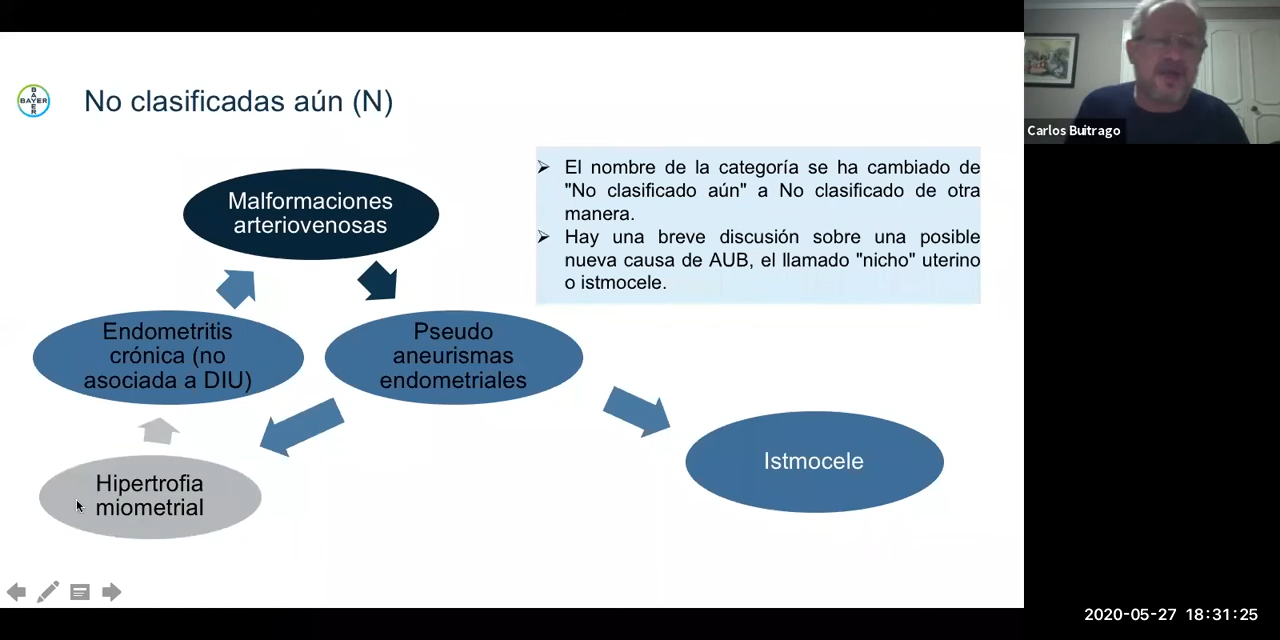 BAYER
BAYER
No clasificadas aún (N)
Malformaciones
arteriovenosas
➢ El nombre de la categoría se ha cambiado de
"No clasificado aún" a No clasificado de otra
manera.
➢ Hay una breve discusión sobre una posible
nueva causa de AUB, el llamado "nicho" uterino
o istmocele.
Endometritis
crónica (no
asociada a DIU)
Pseudo
aneurismas
endometriales
Hipertrofia
miometrial
Istmocele
Carlos Buitrago
2020-05-27 18:31:25